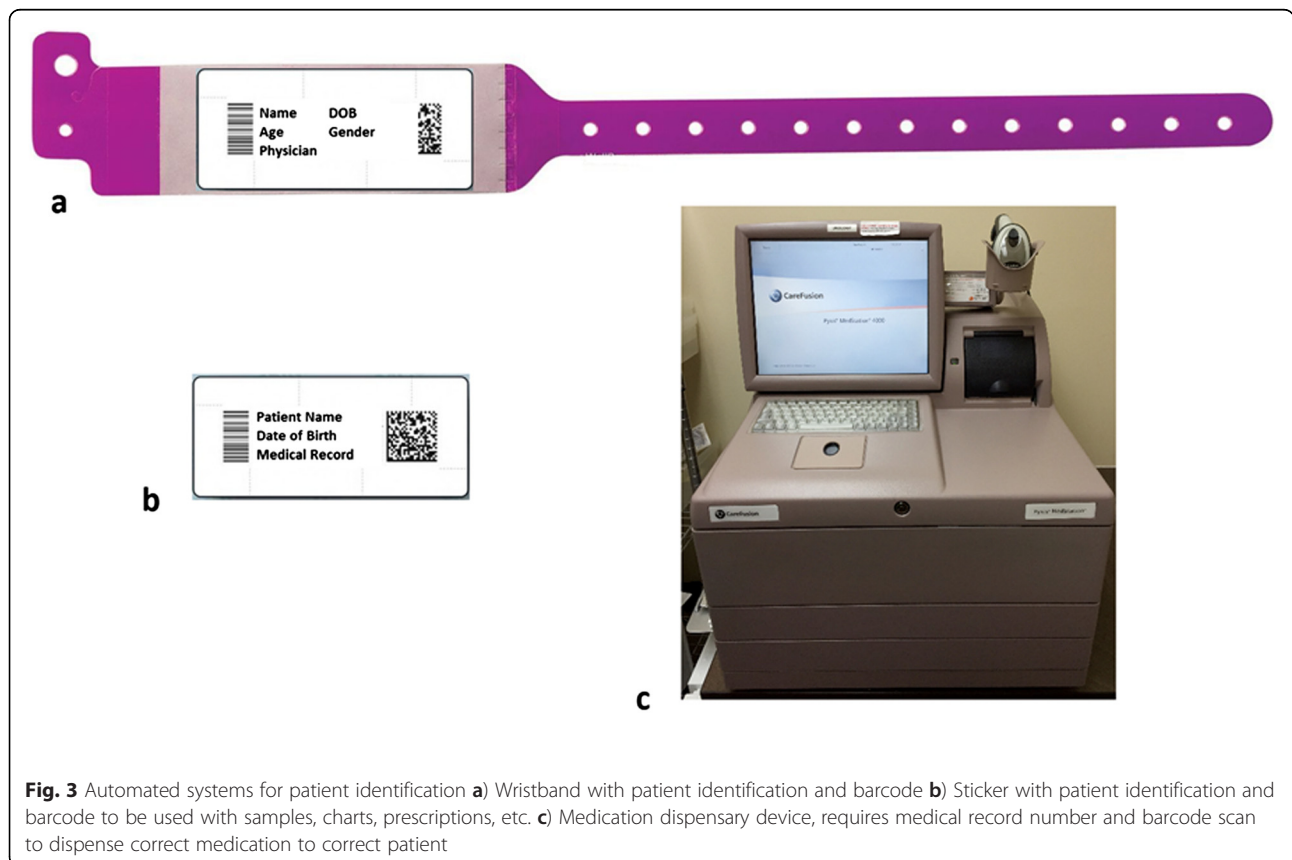 Name DOB
Age Gender
Physician
a
CareFusion
Patient Name
Date of Birth
Medical Record
b
CareFusion
c
Fig. 3 Automated systems for patient identification a) Wristband with patient identification and barcode b) Sticker with patient identification and
barcode to be used with samples, charts, prescriptions, etc. c) Medication dispensary device, requires medical record number and barcode scan
to dispense correct medication to correct patient